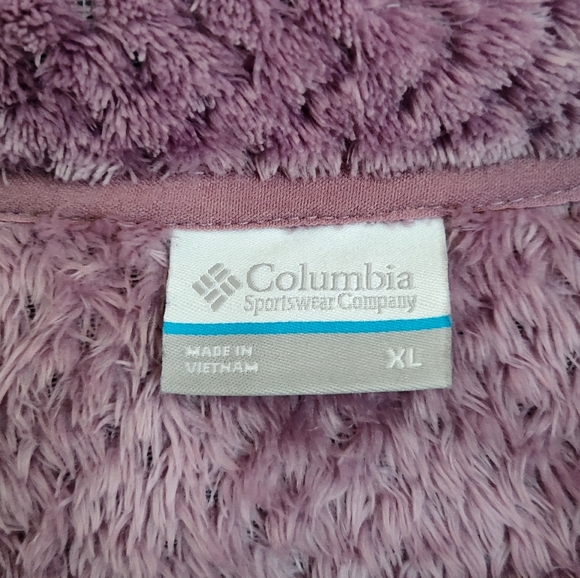 Columbia
Sportswear Company
MADE IN
VIETNAM
XL